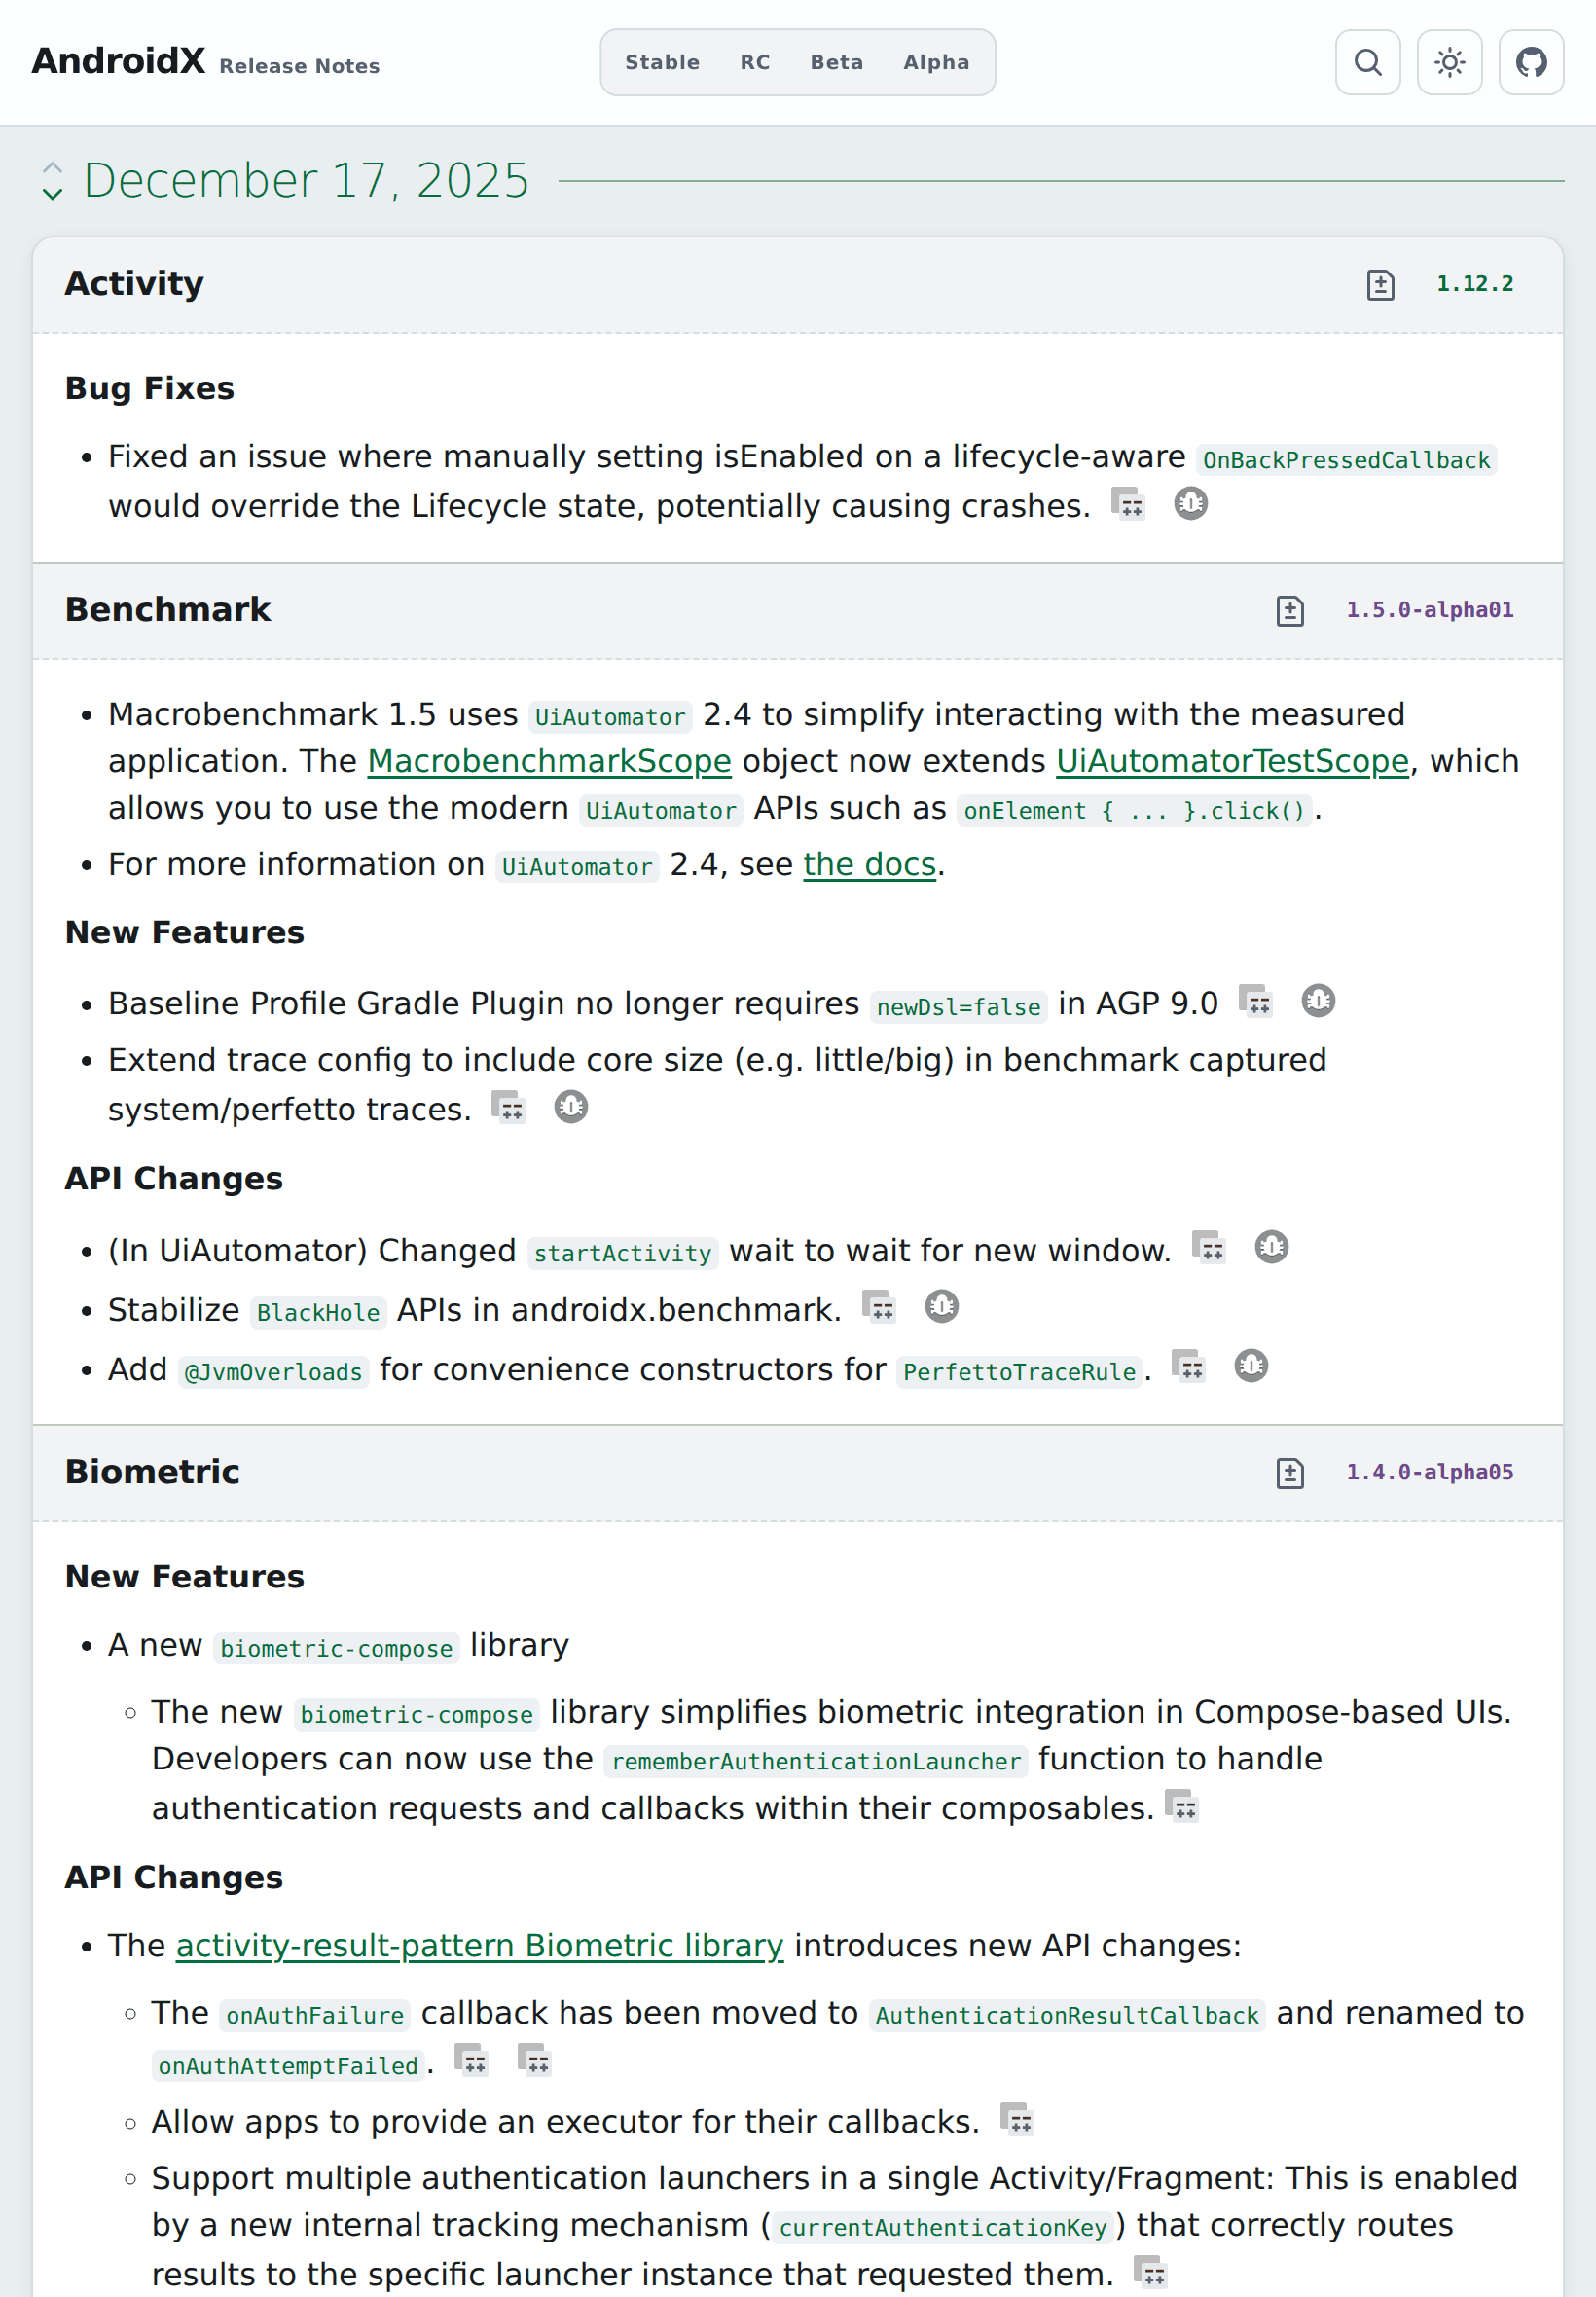 AndroidX Release Notes
Stable RC Beta Alpha
December 17, 2025
Activity
1.12.2
Bug Fixes
Fixed an issue where manually setting isEnabled on a lifecycle-aware OnBackPressedCallback
would override the Lifecycle state, potentially causing crashes.
Benchmark
1.5.0-alpha01
Macrobenchmark 1.5 uses UiAutomator 2.4 to simplify interacting with the measured
application. The MacrobenchmarkScope object now extends UiAutomatorTestScope, which
allows you to use the modern UiAutomator APIs such as onElement { ... }.click().
For more information on UiAutomator 2.4, see the docs.
New Features
Baseline Profile Gradle Plugin no longer requires newDsl=false in AGP 9.0
Extend trace config to include core size (e.g. little/big) in benchmark captured
system/perfetto traces.
API Changes
(In UiAutomator) Changed startActivity wait to wait for new window.
Stabilize BlackHole APIs in androidx.benchmark.
Add @JvmOverloads for convenience constructors for PerfettoTraceRule.
Biometric
1.4.0-alpha05
New Features
A new biometric-compose library
The new biometric-compose library simplifies biometric integration in Compose-based UIs.
Developers can now use the rememberAuthenticationLauncher function to handle
authentication requests and callbacks within their composables.
API Changes
The activity-result-pattern Biometric library introduces new API changes:
The onAuthFailure callback has been moved to AuthenticationResultCallback and renamed to
onAuthAttemptFailed.
Allow apps to provide an executor for their callbacks.
Support multiple authentication launchers in a single Activity/Fragment: This is enabled
by a new internal tracking mechanism (currentAuthenticationKey) that correctly routes
results to the specific launcher instance that requested them.